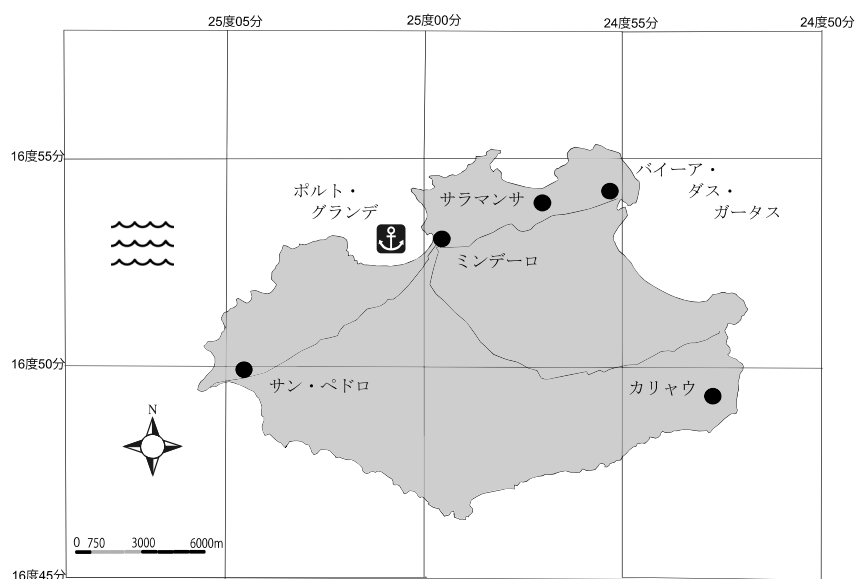 25度05分
25度00分
24度55分
24度50分
16度55分
バイーア・
ダス・
ガータス
ポルト・
グランデ
サラマンサ
ミンデーロ
16度50分
サン・ペドロ
カリャウ
N
0 750 3000 6000m
16度45分